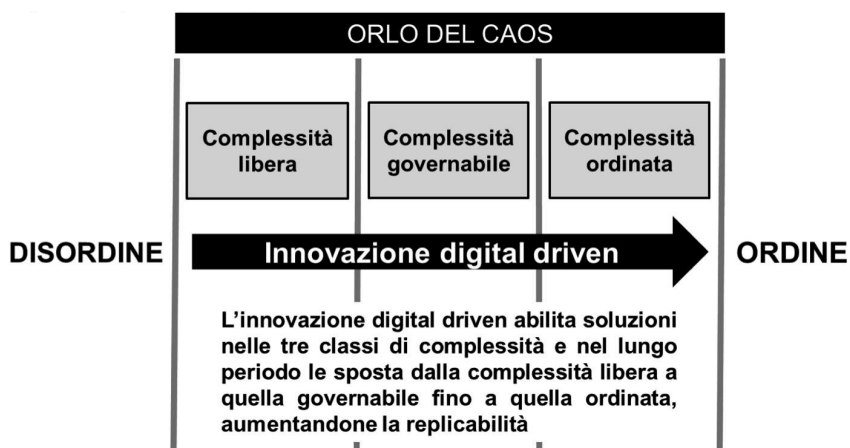 ORLO DEL CAOS
Complessità
libera
Complessità
governabile
Complessità
ordinata
DISORDINE
Innovazione digital driven
ORDINE
L'innovazione digital driven abilita soluzioni
nelle tre classi di complessità e nel lungo
periodo le sposta dalla complessità libera a
quella governabile fino a quella ordinata,
aumentandone la replicabilità